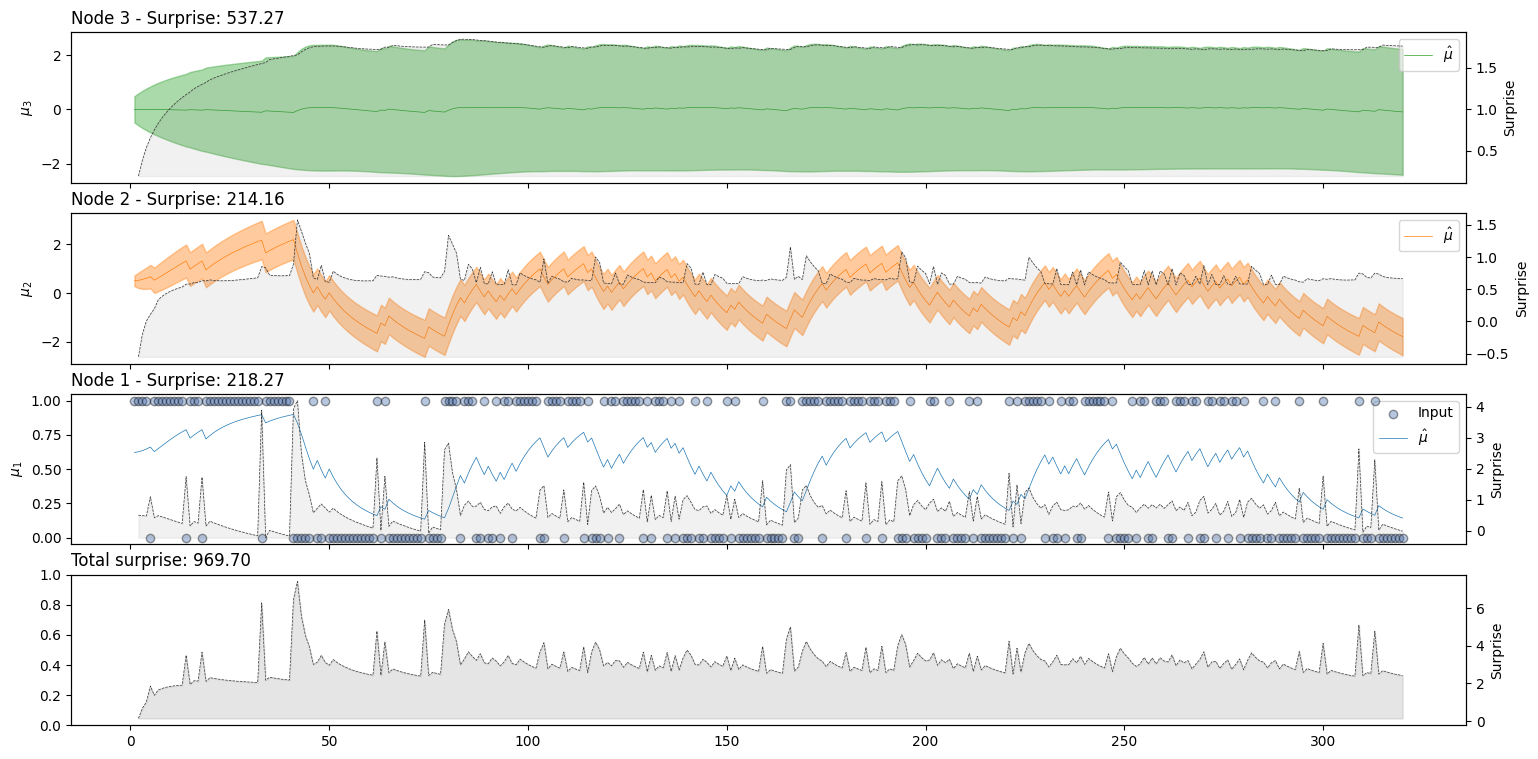 Node 3 - Surprise: 537.27
μ3
2
0
−2
μ̂
1.5
1.0
0.5
Surprise
Node 2 - Surprise: 214.16
μ2
2
0
−2
μ̂
1.5
1.0
0.5
0.0
−0.5
Surprise
Node 1 - Surprise: 218.27
μ1
1.00
0.75
0.50
0.25
0.00
Input
μ̂
4
3
2
1
0
Surprise
Total surprise: 969.70
1.0
0.8
0.6
0.4
0.2
0.0
6
4
2
0
Surprise
0 50 100 150 200 250 300